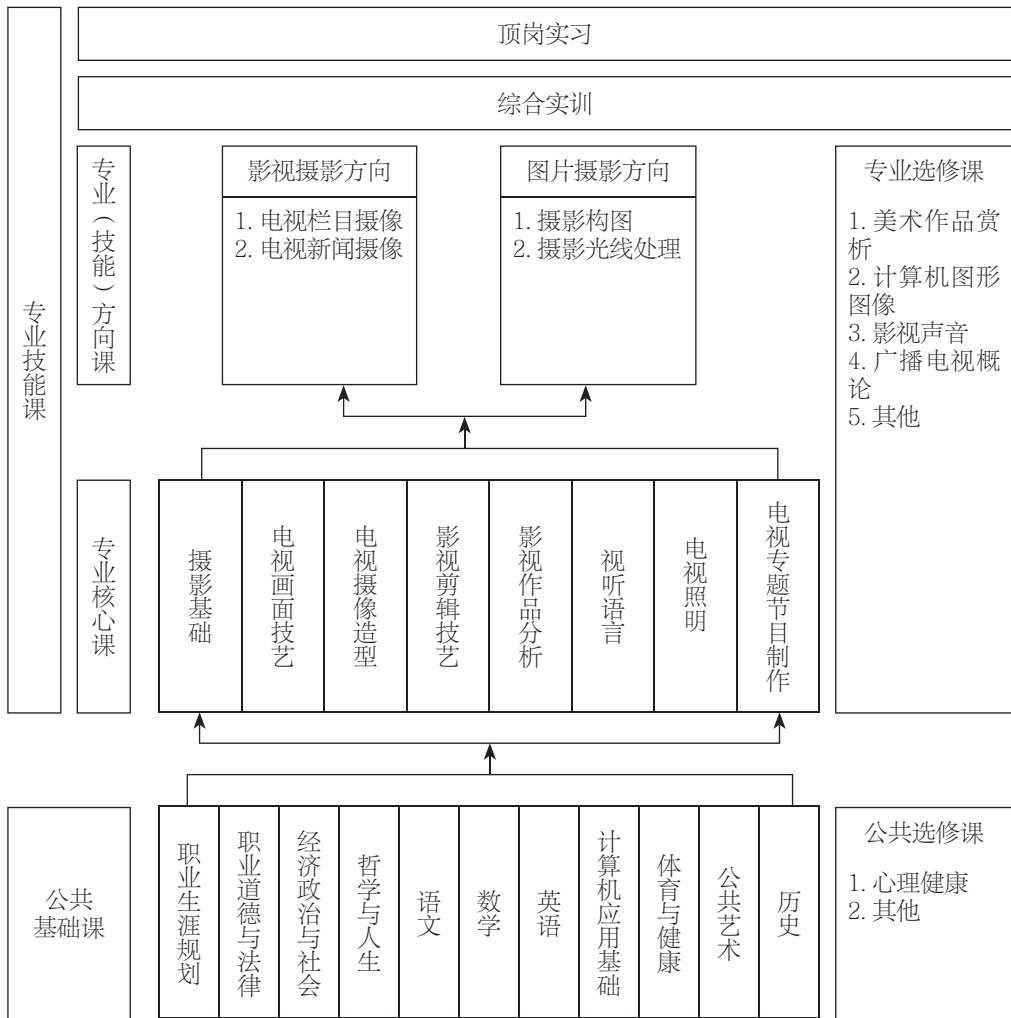 顶岗实习
综合实训
专业技能课
专业（技能）方向课
影视摄影方向
1. 电视栏目摄像
2. 电视新闻摄像
图片摄影方向
1. 摄影构图
2. 摄影光线处理
专业选修课
1. 美术作品赏
析
2. 计算机图形
图像
3. 影视声音
4. 广播电视概
论
5. 其他
专业核心课
摄影基础
电视画面技艺
电视摄像造型
影视剪辑技艺
影视作品分析
视听语言
电视照明
电视专题节目制作
公共
基础课
职业生涯规划
职业道德与法律
经济政治与社会
哲学与人生
语文
数学
英语
计算机应用基础
体育与健康
公共艺术
历史
公共选修课
1. 心理健康
2. 其他